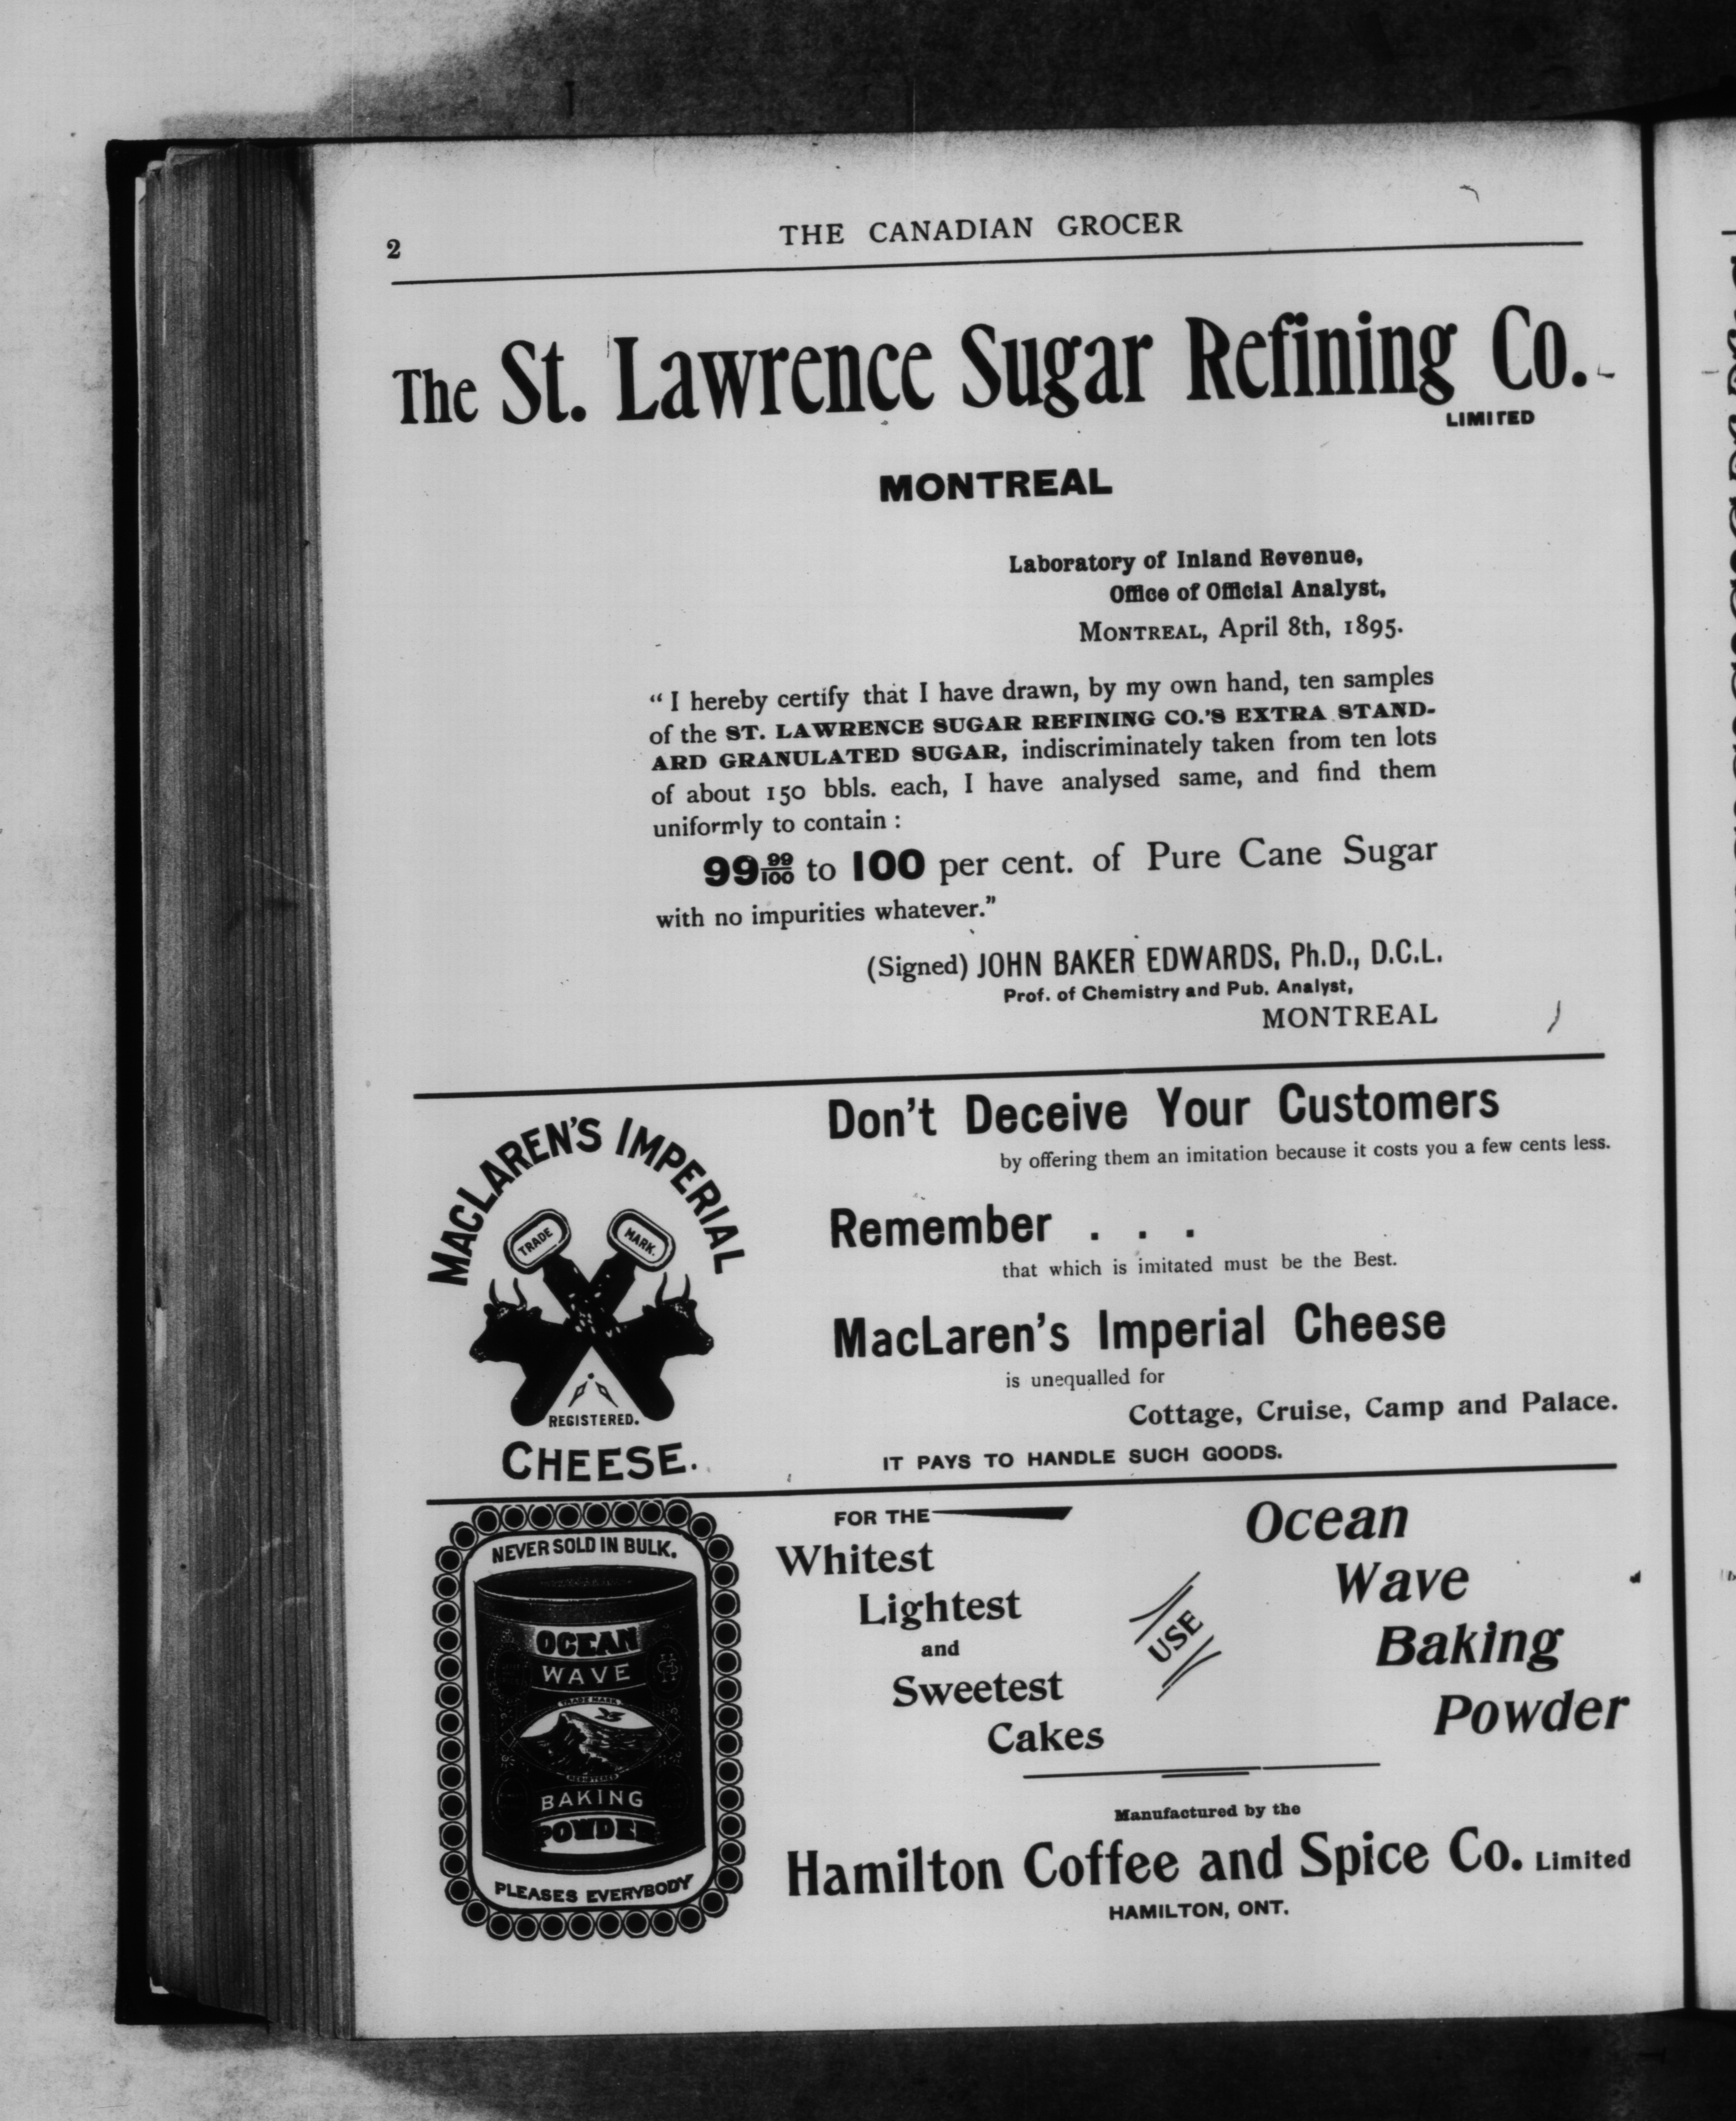 2
THE CANADIAN GROCER
The St. Lawrence Sugar Refining Co.
LIMITED
MONTREAL
Laboratory of Inland Revenue,
Office of Official Analyst,
MONTREAL, April 8th, 1895.
“ I hereby certify that I have drawn, by my own hand, ten samples
of the ST. LAWRENCE SUGAR REFINING CO.'S EXTRA STAND-
ARD GRANULATED SUGAR, indiscriminately taken from ten lots
of about 150 bbls. each, I have analysed same, and find them
uniformly to contain :
99 99/100 to 100 per cent. of Pure Cane Sugar
with no impurities whatever.”
(Signed) JOHN BAKER EDWARDS, Ph.D., D.C.L.
Prof. of Chemistry and Pub. Analyst,
MONTREAL
MACLAREN'S IMPERIAL
TRADE MARK.
REGISTERED.
CHEESE.
Don't Deceive Your Customers
by offering them an imitation because it costs you a few cents less.
Remember . . .
that which is imitated must be the Best.
MacLaren's Imperial Cheese
is unequalled for
Cottage, Cruise, Camp and Palace.
IT PAYS TO HANDLE SUCH GOODS.
NEVER SOLD IN BULK.
OCEAN
WAVE
TRADE MARK
REGISTERED
BAKING
POWDER
PLEASES EVERYBODY
FOR THE
Whitest
Lightest
and
Sweetest
Cakes
USE
Ocean
Wave
Baking
Powder
Manufactured by the
Hamilton Coffee and Spice Co. Limited
HAMILTON, ONT.